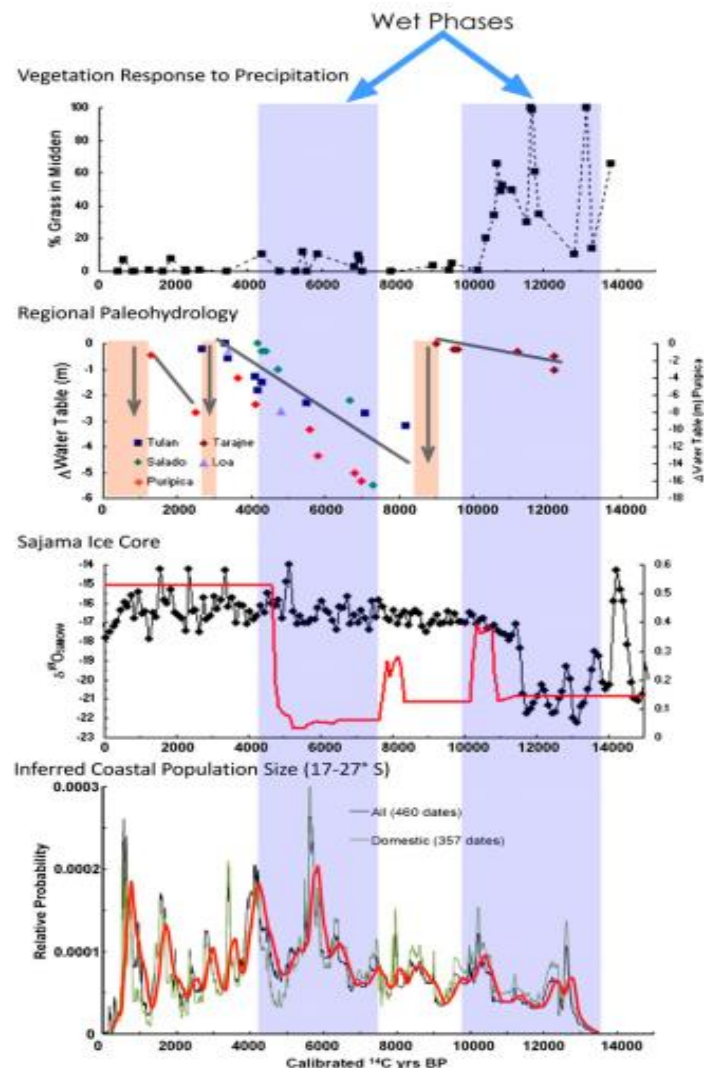 Wet Phases
Vegetation Response to Precipitation
% Grass in Midden
100
80
60
40
20
0
0 2000 4000 6000 8000 10000 12000 14000
Regional Paleohydrology
ΔWater Table (m)
0
-1
-2
-3
-4
-5
-6
Tulan Tarajne
Salado Loa
Puripica
0
-2
-4
-6
-8
-10
-12
-14
-16
-18
ΔWater Table (m) Puripica
0 2000 4000 6000 8000 10000 12000 14000
Sajama Ice Core
-14
-15
-16
-17
-18
-19
-20
-21
-22
-23
0.6
0.5
0.4
0.3
0.2
0.1
0
0 2000 4000 6000 8000 10000 12000 14000
Inferred Coastal Population Size (17-27° S)
Relative Probability
0.0003
0.0002
0.0001
0
All (460 dates)
Domestic (357 dates)
0 2000 4000 6000 8000 10000 12000 14000
Calibrated ¹⁴C yrs BP